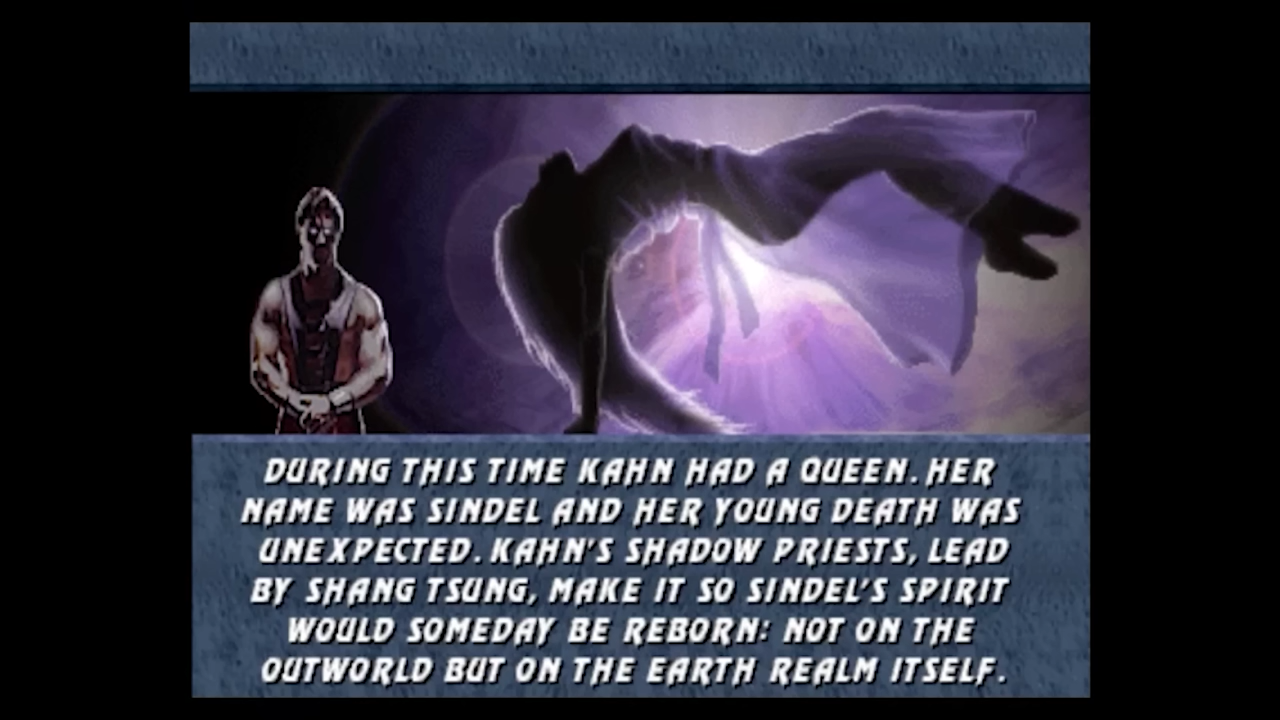 DURING THIS TIME KAHN HAD A QUEEN. HER
NAME WAS SINDEL AND HER YOUNG DEATH WAS
UNEXPECTED. KAHN'S SHADOW PRIESTS, LEAD
BY SHANG TSUNG, MAKE IT SO SINDEL'S SPIRIT
WOULD SOMEDAY BE REBORN: NOT ON THE
OUTWORLD BUT ON THE EARTH REALM ITSELF.